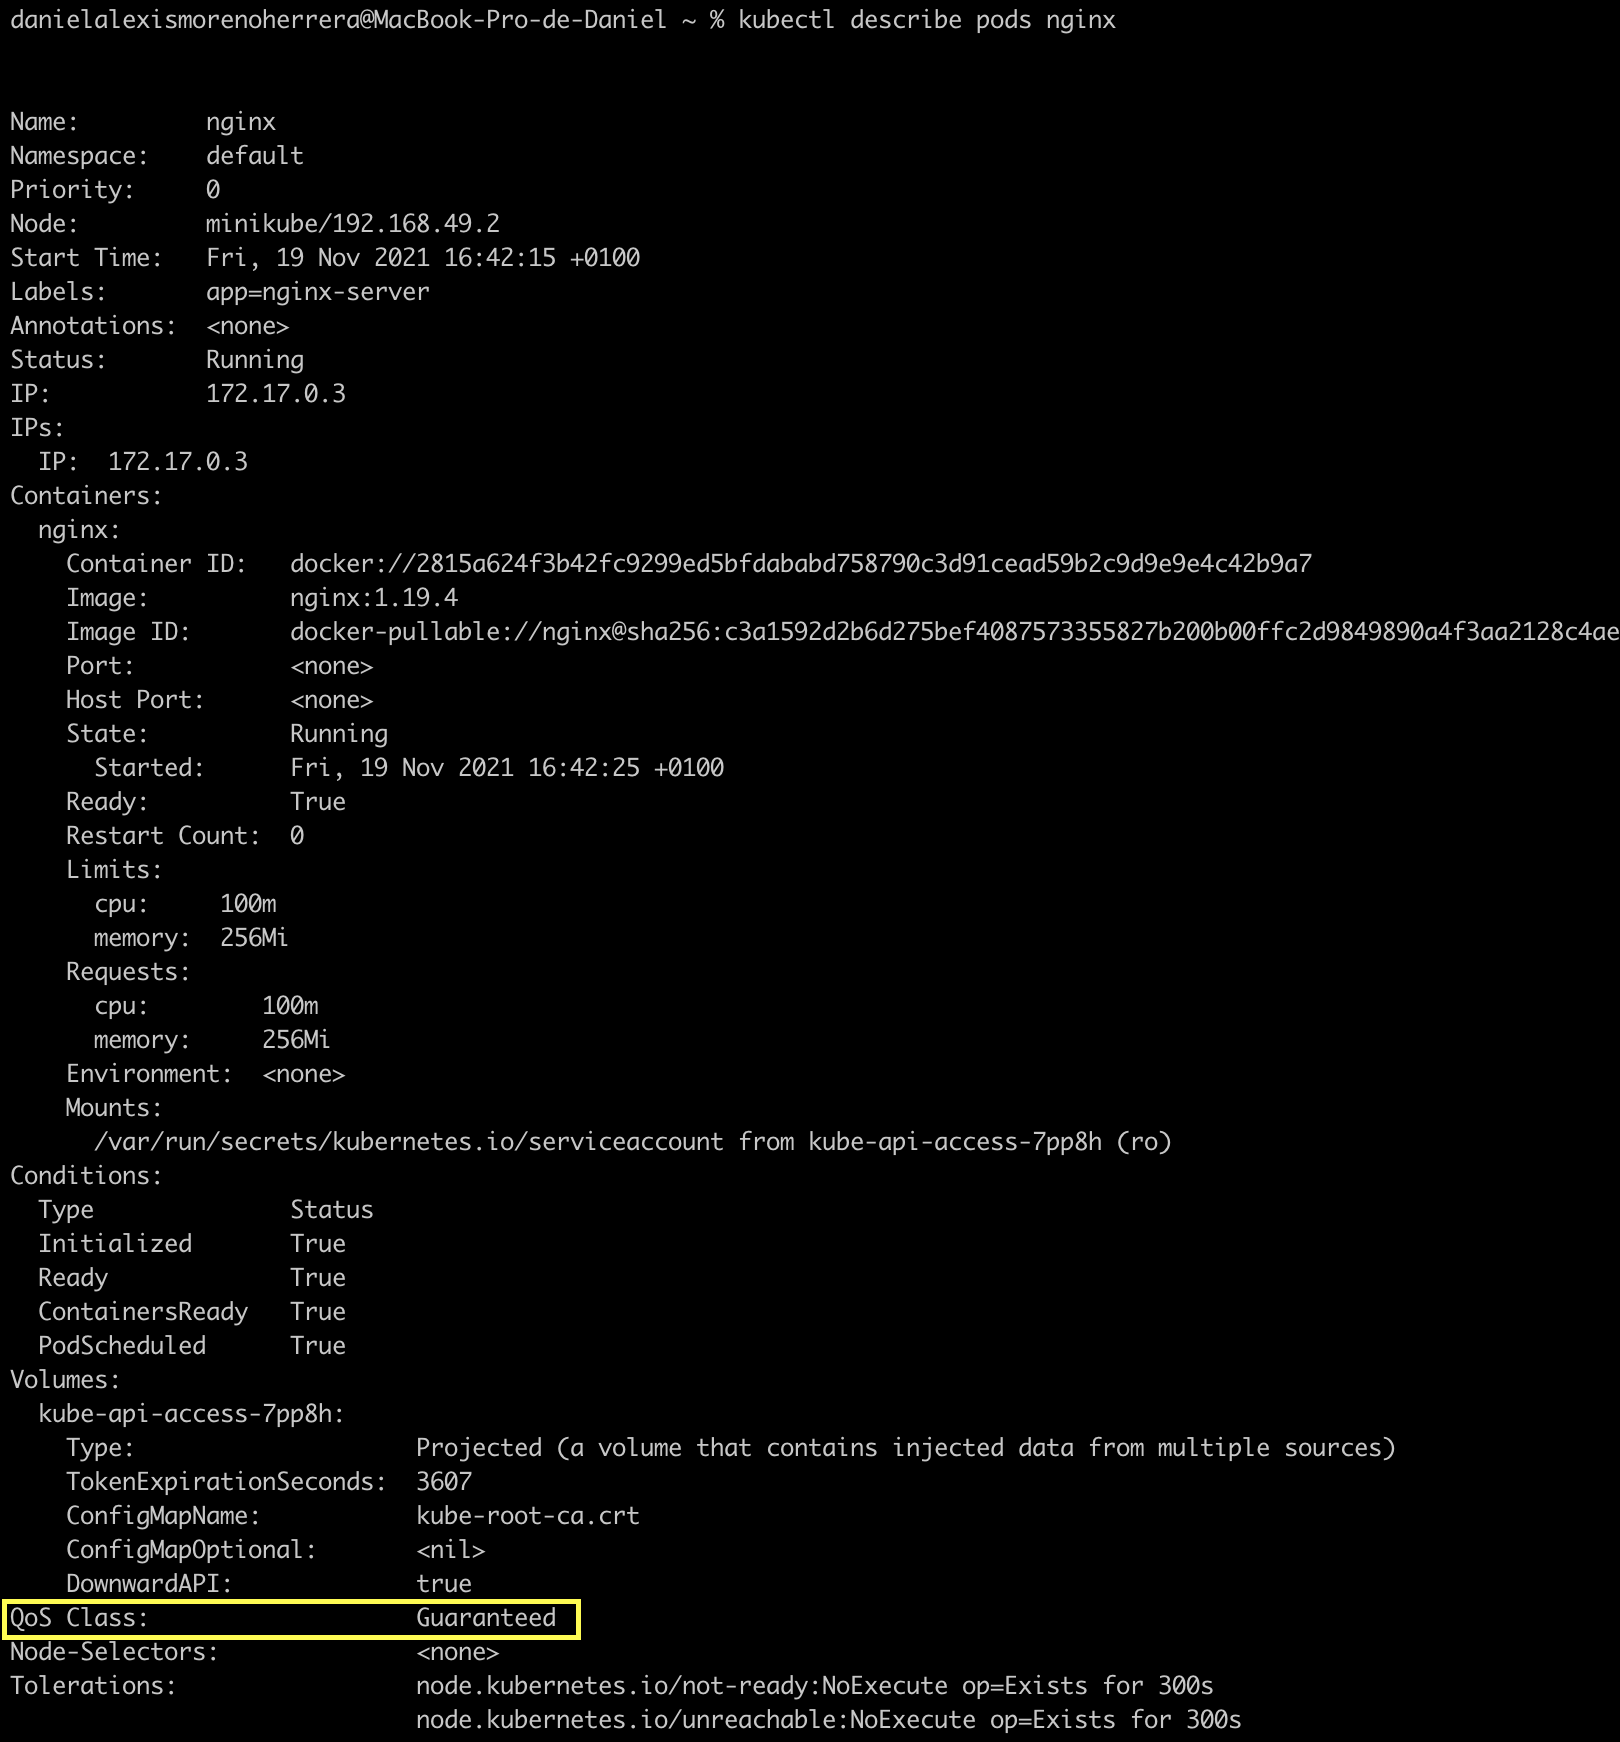 danielalexismorenoherrera@MacBook-Pro-de-Daniel ~ % kubectl describe pods nginx
Name:         nginx
Namespace:    default
Priority:     0
Node:         minikube/192.168.49.2
Start Time:   Fri, 19 Nov 2021 16:42:15 +0100
Labels:       app=nginx-server
Annotations:  <none>
Status:       Running
IP:           172.17.0.3
IPs:
  IP:  172.17.0.3
Containers:
  nginx:
    Container ID:   docker://2815a624f3b42fc9299ed5bfdababd758790c3d91cead59b2c9d9e9e4c42b9a7
    Image:          nginx:1.19.4
    Image ID:       docker-pullable://nginx@sha256:c3a1592d2b6d275bef4087573355827b200b00ffc2d9849890a4f3aa2128c4ae
    Port:           <none>
    Host Port:      <none>
    State:          Running
      Started:      Fri, 19 Nov 2021 16:42:25 +0100
    Ready:          True
    Restart Count:  0
    Limits:
      cpu:     100m
      memory:  256Mi
    Requests:
      cpu:        100m
      memory:     256Mi
    Environment:  <none>
    Mounts:
      /var/run/secrets/kubernetes.io/serviceaccount from kube-api-access-7pp8h (ro)
Conditions:
  Type              Status
  Initialized       True
  Ready             True
  ContainersReady   True
  PodScheduled      True
Volumes:
  kube-api-access-7pp8h:
    Type:                    Projected (a volume that contains injected data from multiple sources)
    TokenExpirationSeconds:  3607
    ConfigMapName:           kube-root-ca.crt
    ConfigMapOptional:       <nil>
    DownwardAPI:             true
QoS Class:                   Guaranteed
Node-Selectors:              <none>
Tolerations:                 node.kubernetes.io/not-ready:NoExecute op=Exists for 300s
                             node.kubernetes.io/unreachable:NoExecute op=Exists for 300s